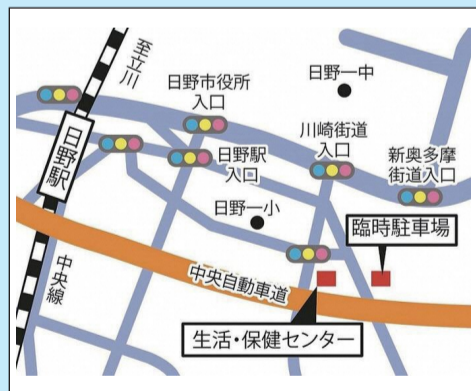 至立川
日野市役所
入口
日野一中
川崎街道
入口
新奥多摩
街道入口
日野駅
日野駅
入口
日野一小
臨時駐車場
中央線
中央自動車道
生活・保健センター